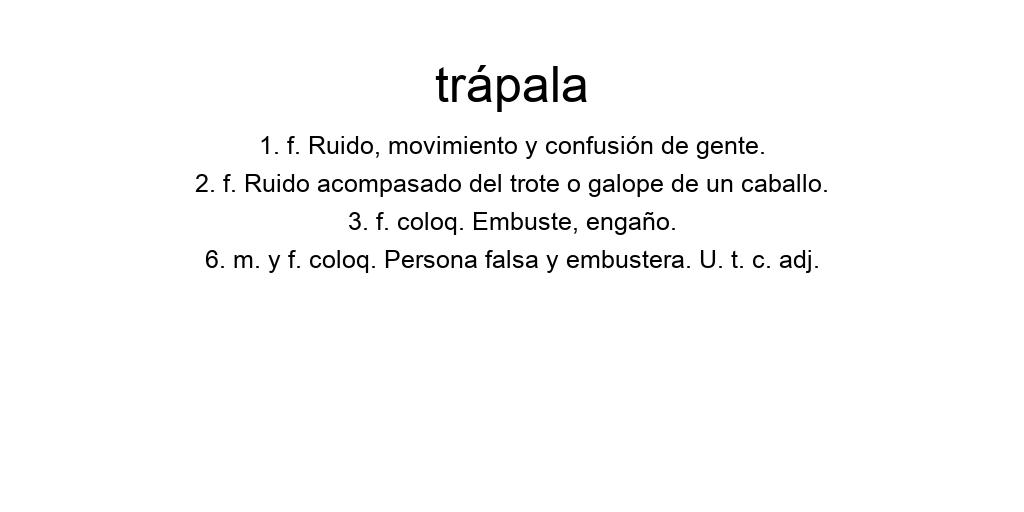 trápala
1. f. Ruido, movimiento y confusión de gente.
2. f. Ruido acompasado del trote o galope de un caballo.
3. f. coloq. Embuste, engaño.
6. m. y f. coloq. Persona falsa y embustera. U. t. c. adj.